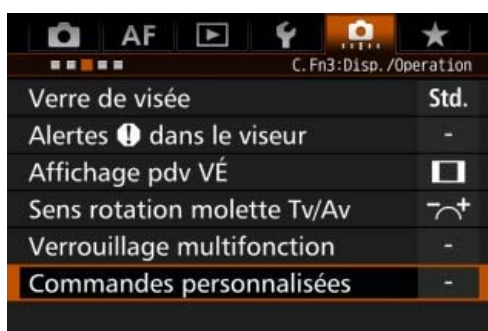 AF
C.Fn3:Disp./Operation
Verre de visée Std.
Alertes ! dans le viseur -
Affichage pdv VÉ
Sens rotation molette Tv/Av -+
Verrouillage multifonction -
Commandes personnalisées -